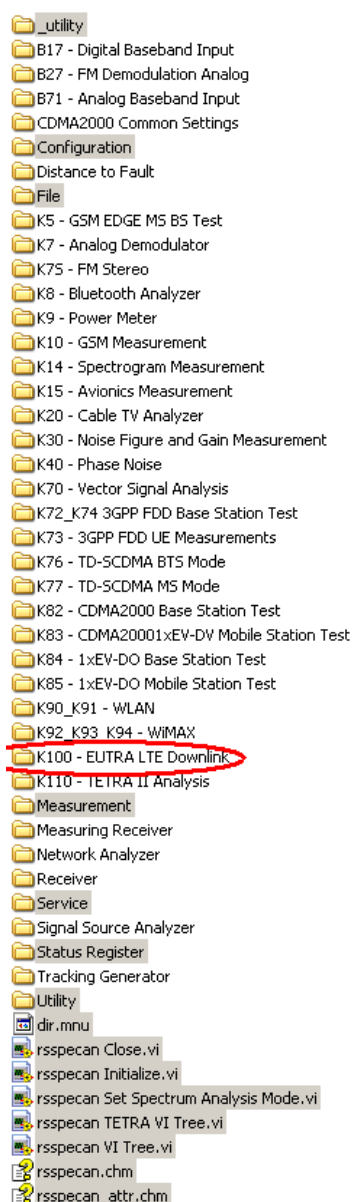 _utility
B17 - Digital Baseband Input
B27 - FM Demodulation Analog
B71 - Analog Baseband Input
CDMA2000 Common Settings
Configuration
Distance to Fault
File
K5 - GSM EDGE MS BS Test
K7 - Analog Demodulator
K7S - FM Stereo
K8 - Bluetooth Analyzer
K9 - Power Meter
K10 - GSM Measurement
K14 - Spectrogram Measurement
K15 - Avionics Measurement
K20 - Cable TV Analyzer
K30 - Noise Figure and Gain Measurement
K40 - Phase Noise
K70 - Vector Signal Analysis
K72_K74 3GPP FDD Base Station Test
K73 - 3GPP FDD UE Measurements
K76 - TD-SCDMA BTS Mode
K77 - TD-SCDMA MS Mode
K82 - CDMA2000 Base Station Test
K83 - CDMA20001xEV-DV Mobile Station Test
K84 - 1xEV-DO Base Station Test
K85 - 1xEV-DO Mobile Station Test
K90_K91 - WLAN
K92_K93_K94 - WiMAX
K100 - EUTRA LTE Downlink
K110 - TETRA II Analysis
Measurement
Measuring Receiver
Network Analyzer
Receiver
Service
Signal Source Analyzer
Status Register
Tracking Generator
Utility
dir.mnu
rsspecan Close.vi
rsspecan Initialize.vi
rsspecan Set Spectrum Analysis Mode.vi
rsspecan TETRA VI Tree.vi
rsspecan VI Tree.vi
rsspecan.chm
rsspecan_attr.chm